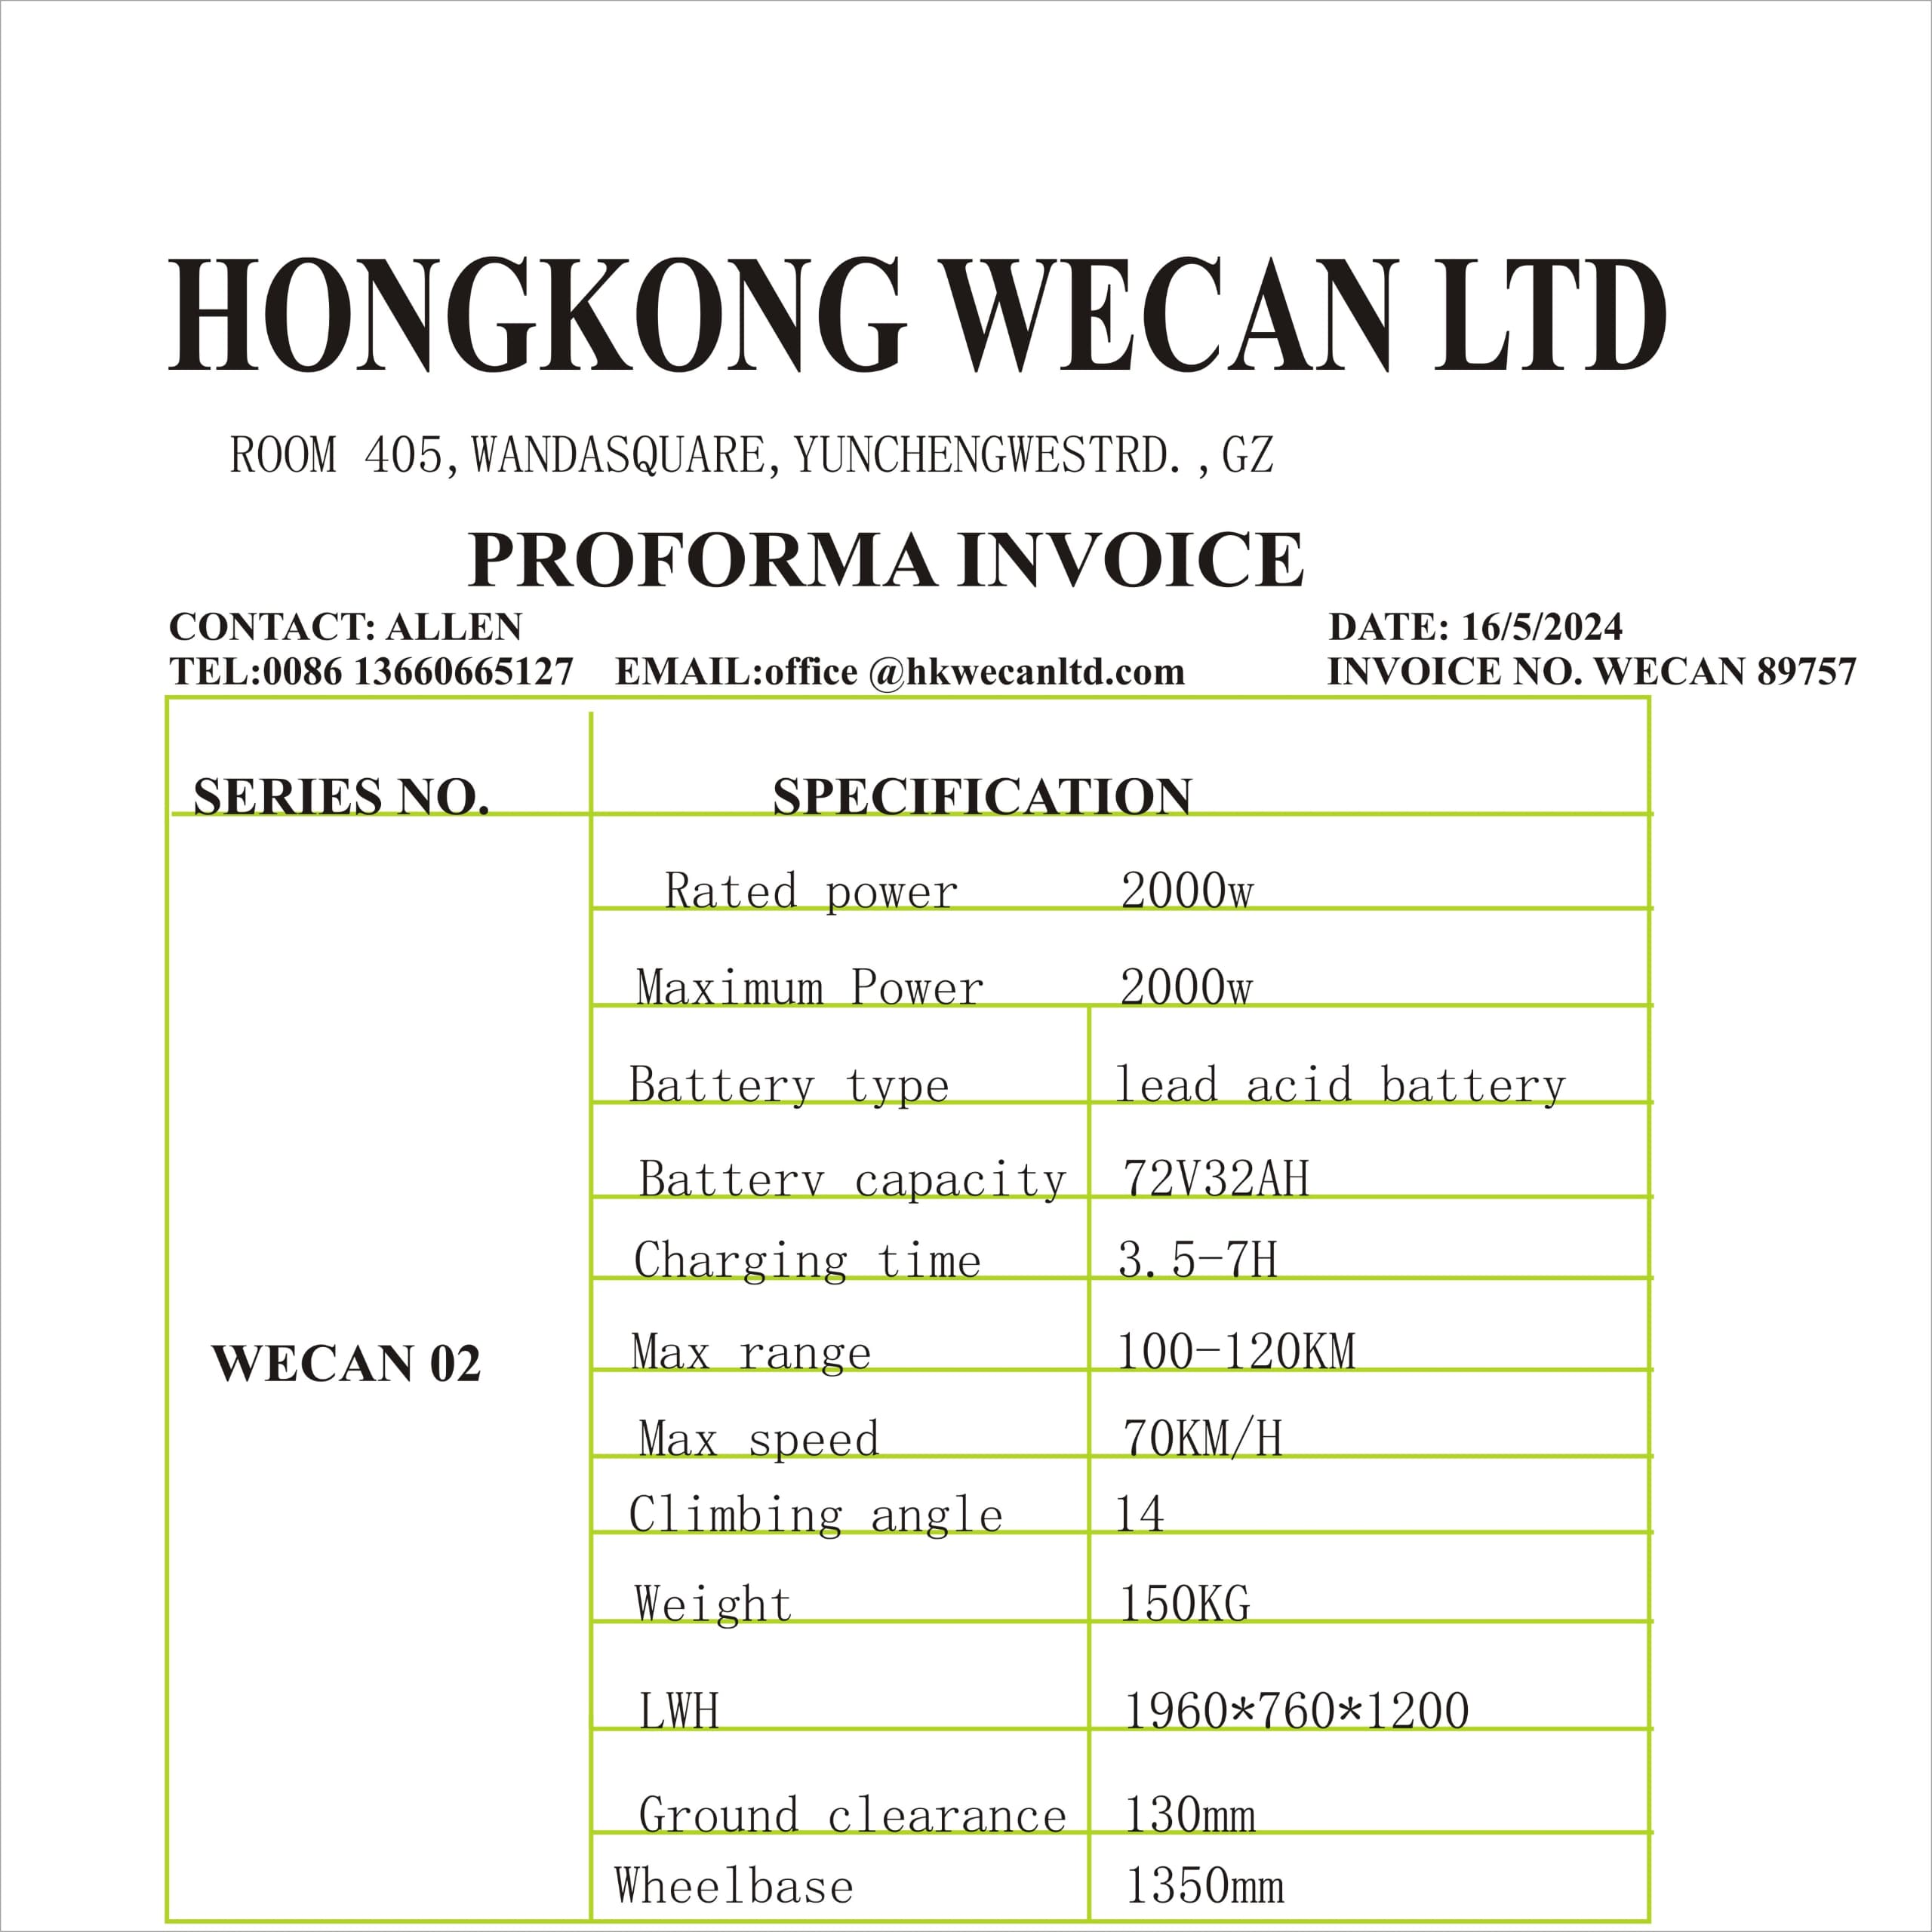 HONGKONG WECAN LTD
ROOM 405,WANDASQUARE,YUNCHENGWESTRD.,GZ
PROFORMA INVOICE
CONTACT: ALLEN DATE: 16/5/2024
TEL:0086 13660665127 EMAIL:office @hkwecanltd.com INVOICE NO. WECAN 89757
SERIES NO. SPECIFICATION
Rated power 2000w
Maximum Power 2000w
Battery type lead acid battery
Batterv capacity 72V32AH
Charging time 3.5-7H
WECAN 02 Max range 100-120KM
Max speed 70KM/H
Climbing angle 14
Weight 150KG
LWH 1960*760*1200
Ground clearance 130mm
Wheelbase 1350mm